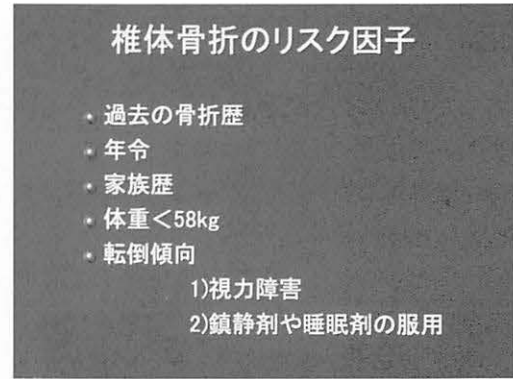 椎体骨折のリスク因子
• 過去の骨折歴
• 年令
• 家族歴
• 体重＜58kg
• 転倒傾向
1)視力障害
2)鎮静剤や睡眠剤の服用